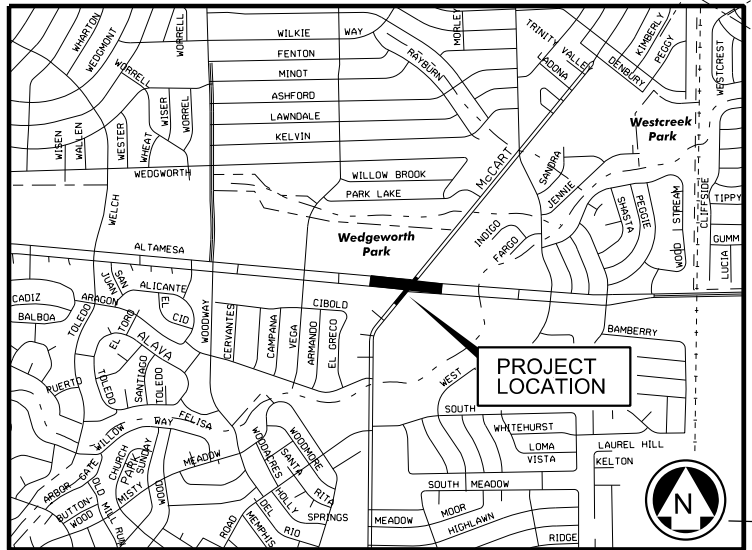 WHARTON
WEDGMONT
WORRELL
WORRELL
WILKIE WAY
FENTON
MINOT
ASHFORD
LAWNDALE
KELVIN
MORLEY
RAYBURN
TRINITY VALLEY
LADONA
DENBURY
KIMBERLY
PEGGY
WESTCREST
Westcreek
Park
WISEN
WALLEN
WESTER
WHEAT
WISER
WORREL
WEDGWORTH
WELCH
WILLOW BROOK
PARK LAKE
McCART
SANDRA
JENNIE
INDIGO
FARGO
SHASTA
PEGGIE
WOOD STREAM
CLIFFSIDE
TIPPY
GUMM
LUCIA
Wedgeworth
Park
ALTAMESA
SAN
JUAN
ALICANTE
EL
CID
CADIZ
ARAGON
BALBOA
TOLEDO
EL TORO
ALAVA
WOODWAY
CERVANTES
CAMPANA
VEGA
ARMANDO
EL GRECO
CIBOLO
BAMBERRY
PROJECT
LOCATION
WEST
PUERTO
TOLEDO
SANTIAGO
TOLEDO
SOUTH
WHITEHURST
LOMA
VISTA
LAUREL HILL
KELTON
WILLOW WAY
FELISA
MEADOW
WOODACRES
WOODMORE
SANTA
RITA
HOLLY
SPRINGS
DEL
RIO
MEMPHIS
ROAD
ARBOR GATE
CHURCH
PARK
SUNDAY
MISTY
WOOD
BUTTON-
WOOD
OLD MILL RUN
SOUTH MEADOW
MEADOW
MOOR
HIGHLAWN
RIDGE
N